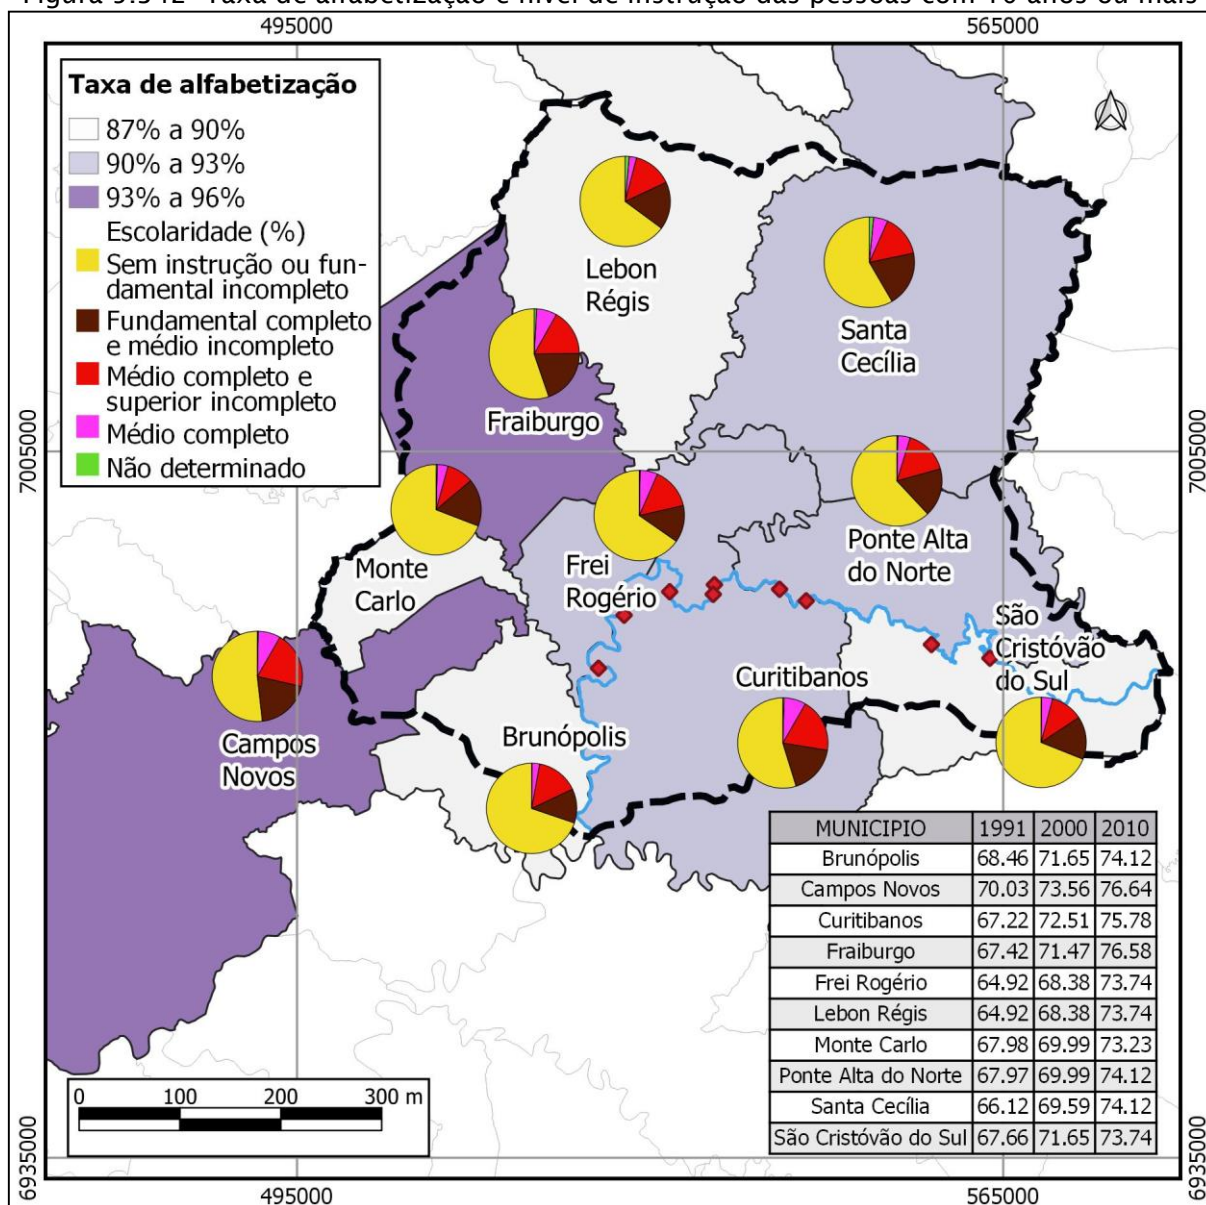 Figura 9.342 Taxa de alfabetização e nível de instrução das pessoas com 10 anos ou mais
495000 565000
Taxa de alfabetização
87% a 90%
90% a 93%
93% a 96%
Escolaridade (%)
Sem instrução ou fun-
damental incompleto
Fundamental completo
e médio incompleto
Médio completo e
superior incompleto
Médio completo
Não determinado
Lebon
Régis
Santa
Cecília
Fraiburgo
7005000 7005000
Ponte Alta
do Norte
Monte
Carlo
Frei
Rogério
São
Cristóvão
do Sul
Curitibanos
Campos
Novos
Brunópolis
MUNICIPIO 1991 2000 2010
Brunópolis 68.46 71.65 74.12
Campos Novos 70.03 73.56 76.64
Curitibanos 67.22 72.51 75.78
Fraiburgo 67.42 71.47 76.58
Frei Rogério 64.92 68.38 73.74
Lebon Régis 64.92 68.38 73.74
Monte Carlo 67.98 69.99 73.23
Ponte Alta do Norte 67.97 69.99 74.12
Santa Cecília 66.12 69.59 74.12
São Cristóvão do Sul 67.66 71.65 73.74
0 100 200 300 m
6935000 6935000
495000 565000